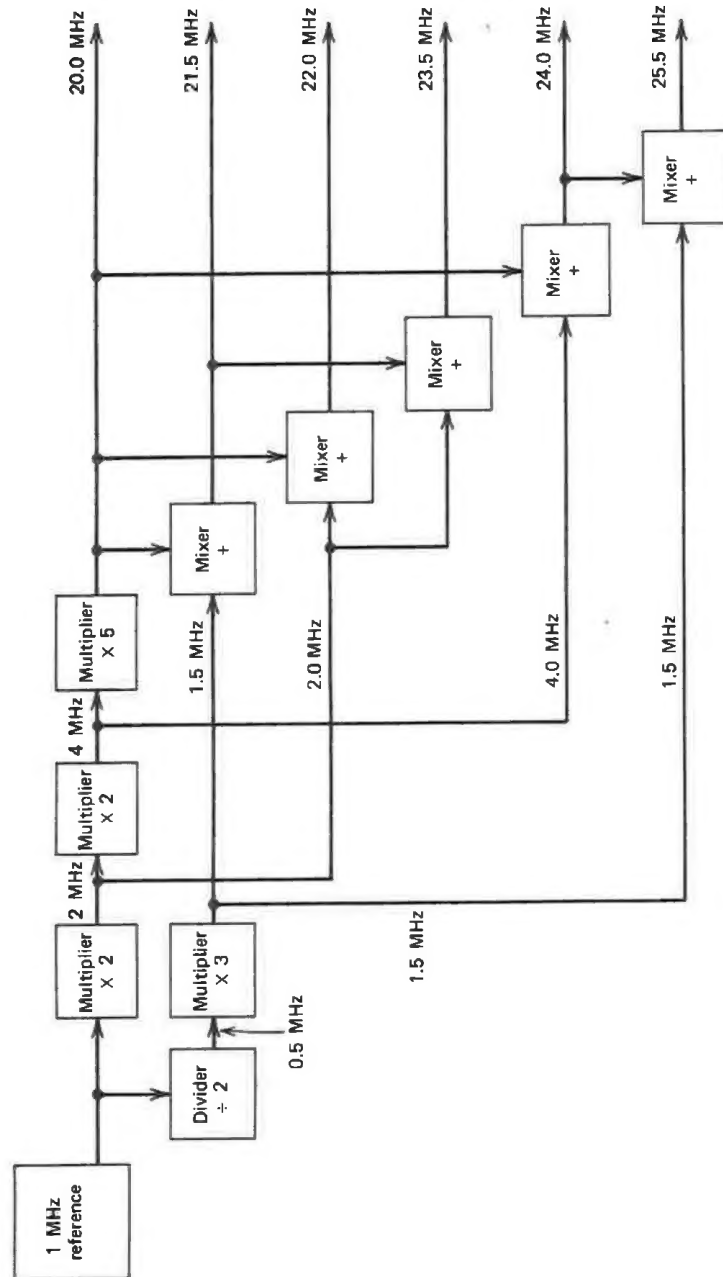 1 MHz
reference
Multiplier
× 2
2 MHz
Multiplier
× 2
4 MHz
Multiplier
× 5
20.0 MHz
Divider
÷ 2
0.5 MHz
Multiplier
× 3
1.5 MHz
Mixer
+
21.5 MHz
2.0 MHz
Mixer
+
22.0 MHz
Mixer
+
23.5 MHz
4.0 MHz
Mixer
+
24.0 MHz
1.5 MHz
1.5 MHz
Mixer
+
25.5 MHz